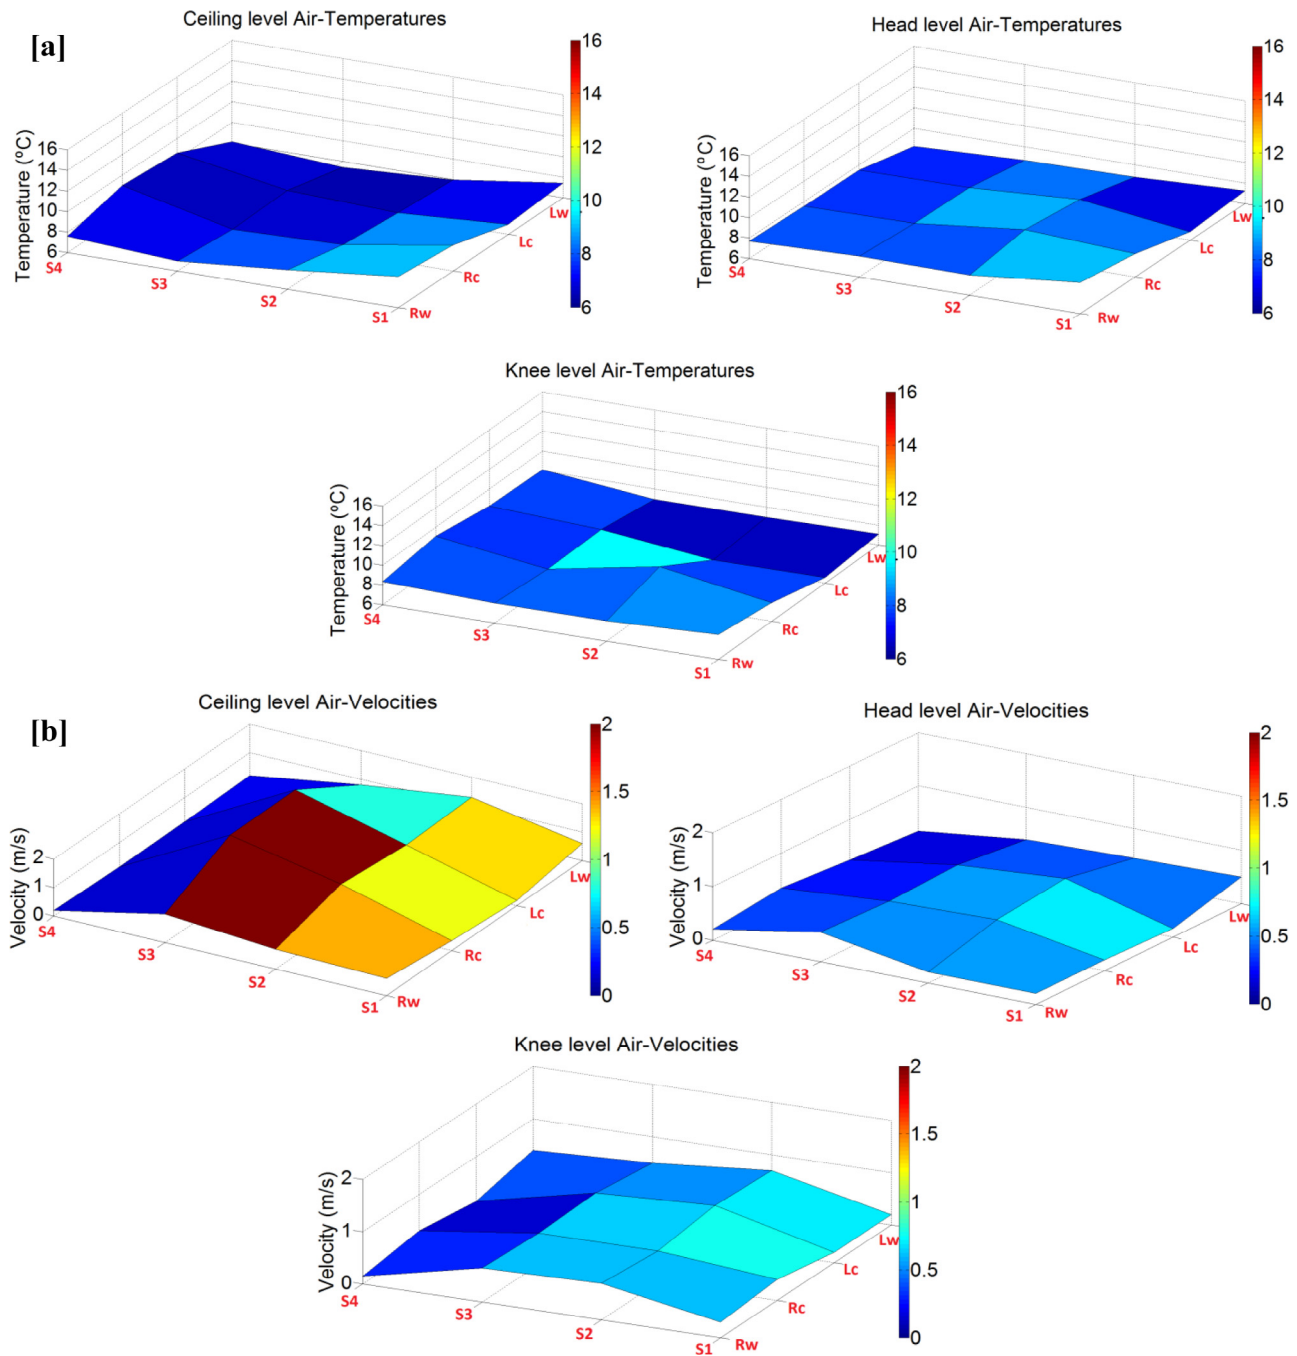 [a]
Ceiling level Air-Temperatures
Temperature (ºC)
16
14
12
10
8
6
S4
S3
S2
S1
Rw
Rc
Lc
Lw
16
14
12
10
8
6
Head level Air-Temperatures
Temperature (ºC)
16
14
12
10
8
6
S4
S3
S2
S1
Rw
Rc
Lc
Lw
16
14
12
10
8
6
Knee level Air-Temperatures
Temperature (ºC)
16
14
12
10
8
6
S4
S3
S2
S1
Rw
Rc
Lc
Lw
16
14
12
10
8
6
[b]
Ceiling level Air-Velocities
Velocity (m/s)
2
1
0
S4
S3
S2
S1
Rw
Rc
Lc
Lw
2
1.5
1
0.5
0
Head level Air-Velocities
Velocity (m/s)
2
1
0
S4
S3
S2
S1
Rw
Rc
Lc
Lw
2
1.5
1
0.5
0
Knee level Air-Velocities
Velocity (m/s)
2
1
0
S4
S3
S2
S1
Rw
Rc
Lc
Lw
2
1.5
1
0.5
0